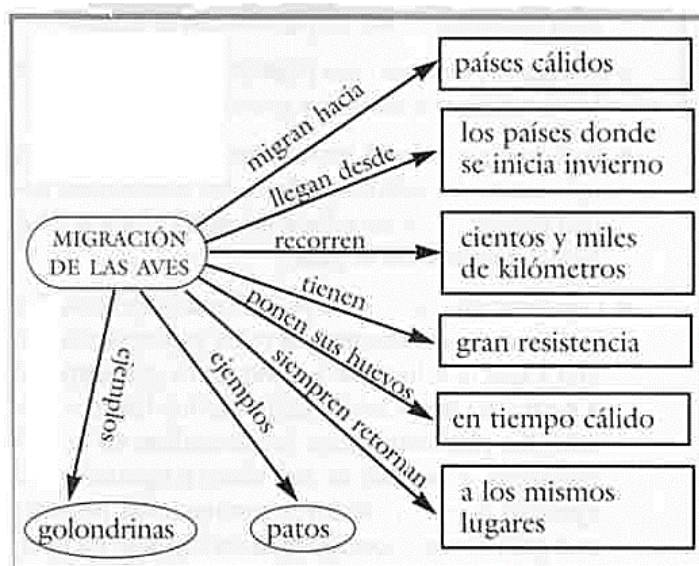 migran hacía
países cálidos
llegan desde
los países donde
se inicia invierno
MIGRACIÓN
DE LAS AVES
recorren
cientos y miles
de kilómetros
tienen
gran resistencia
ponen sus huevos
en tiempo cálido
siempren retornan
a los mismos
lugares
ejemplos
golondrinas
ejemplos
patos